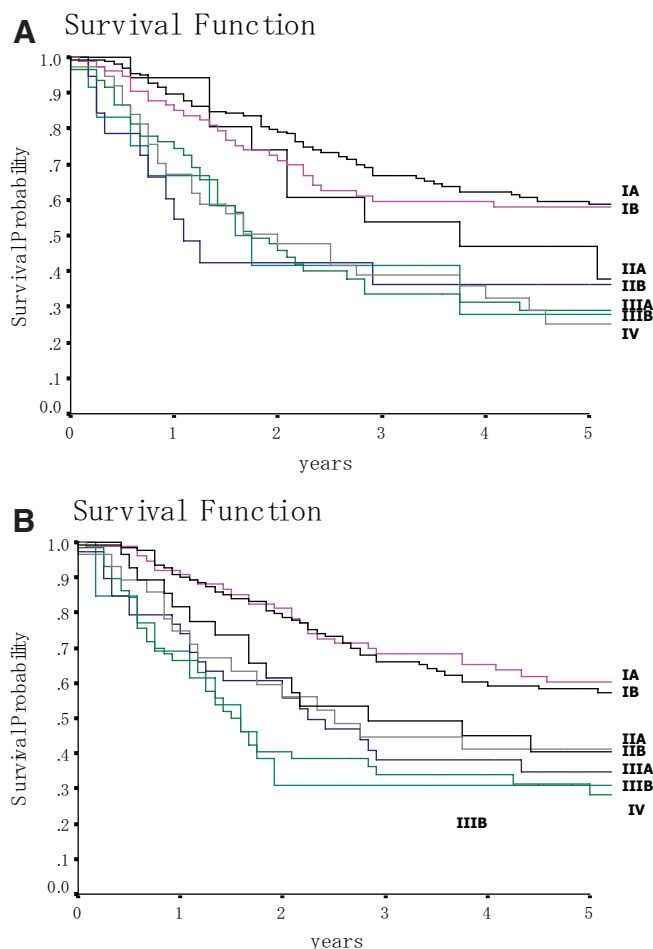 A Survival Function
1.0
.9
.8
.7
.6
.5
.4
.3
.2
.1
0.0
Survival Probability
IA
IB
IIA
IIB
IIIA
IIIB
IV
0 1 2 3 4 5
years
B Survival Function
1.0
.9
.8
.7
.6
.5
.4
.3
.2
.1
0.0
Survival Probability
IA
IB
IIA
IIB
IIIA
IIIB
IV
IIIB
0 1 2 3 4 5
years